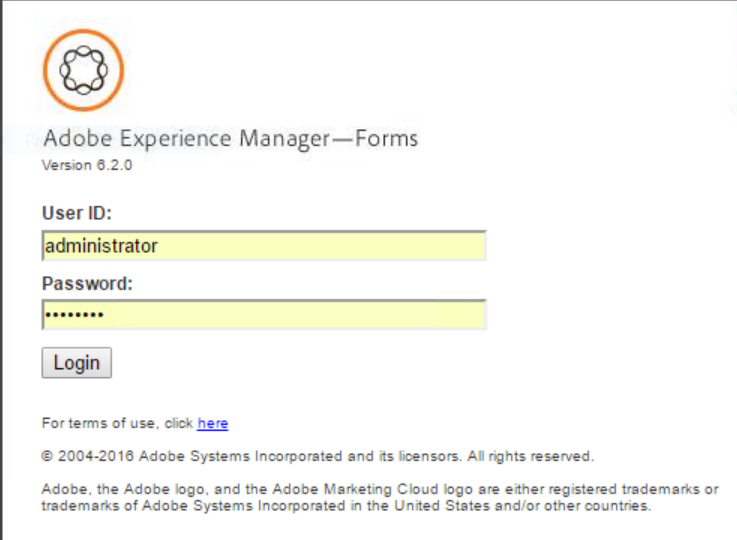 Adobe Experience Manager—Forms
Version 6.2.0
User ID:
administrator
Password:
••••••••
Login
For terms of use, click here
© 2004-2016 Adobe Systems Incorporated and its licensors. All rights reserved.
Adobe, the Adobe logo, and the Adobe Marketing Cloud logo are either registered trademarks or
trademarks of Adobe Systems Incorporated in the United States and/or other countries.